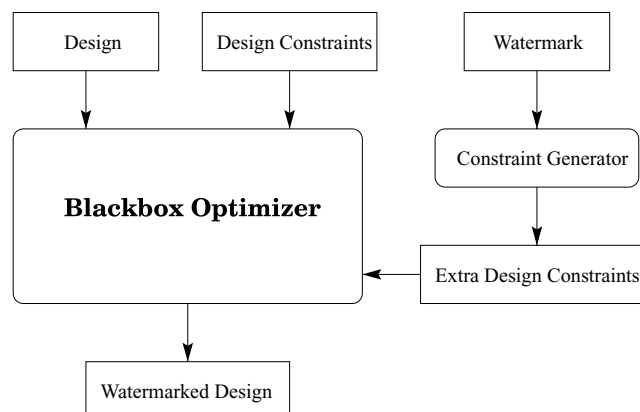 Design
Design Constraints
Watermark
Constraint Generator
Blackbox Optimizer
Extra Design Constraints
Watermarked Design